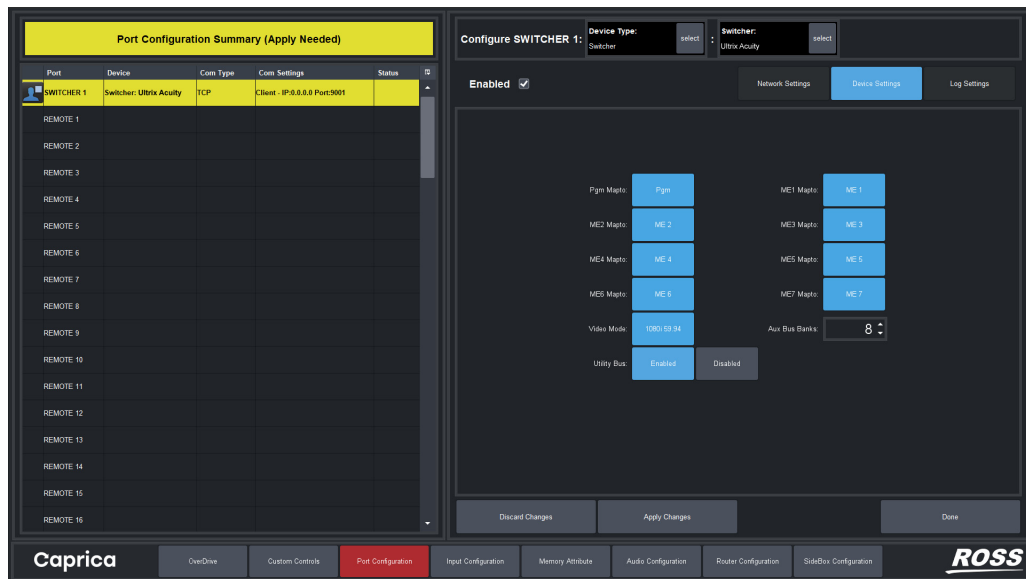 Port Configuration Summary (Apply Needed)
Port Device Com Type Com Settings Status
SWITCHER 1 Switcher: Ultrix Acuity TCP Client - IP:0.0.0.0 Port:9001
REMOTE 1
REMOTE 2
REMOTE 3
REMOTE 4
REMOTE 5
REMOTE 6
REMOTE 7
REMOTE 8
REMOTE 9
REMOTE 10
REMOTE 11
REMOTE 12
REMOTE 13
REMOTE 14
REMOTE 15
REMOTE 16
Configure SWITCHER 1: Device Type: Switcher select : Switcher: Ultrix Acuity select
Enabled Network Settings Device Settings Log Settings
Pgm Mapto: Pgm ME1 Mapto: ME 1
ME2 Mapto: ME 2 ME3 Mapto: ME 3
ME4 Mapto: ME 4 ME5 Mapto: ME 5
ME6 Mapto: ME 6 ME7 Mapto: ME 7
Video Mode: 1080i 59.94 Aux Bus Banks: 8
Utility Bus: Enabled Disabled
Discard Changes Apply Changes Done
Caprica OverDrive Custom Controls Port Configuration Input Configuration Memory Attribute Audio Configuration Router Configuration SideBox Configuration ROSS